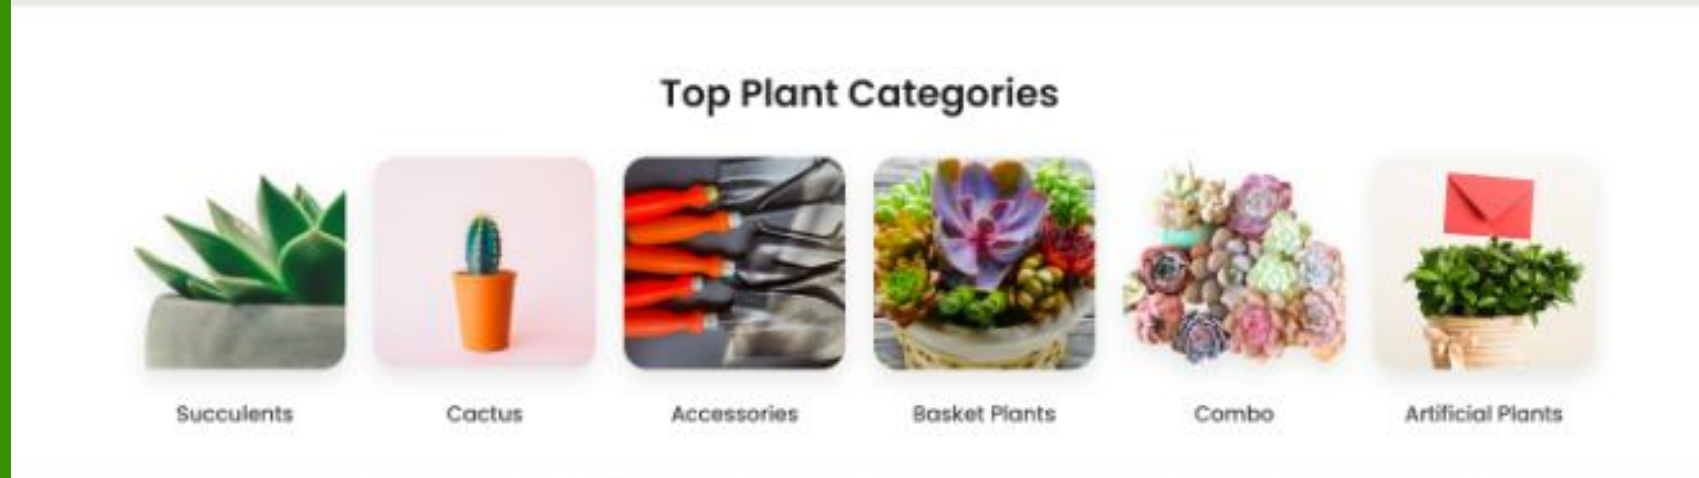 Top Plant Categories
Succulents
Cactus
Accessories
Basket Plants
Combo
Artificial Plants